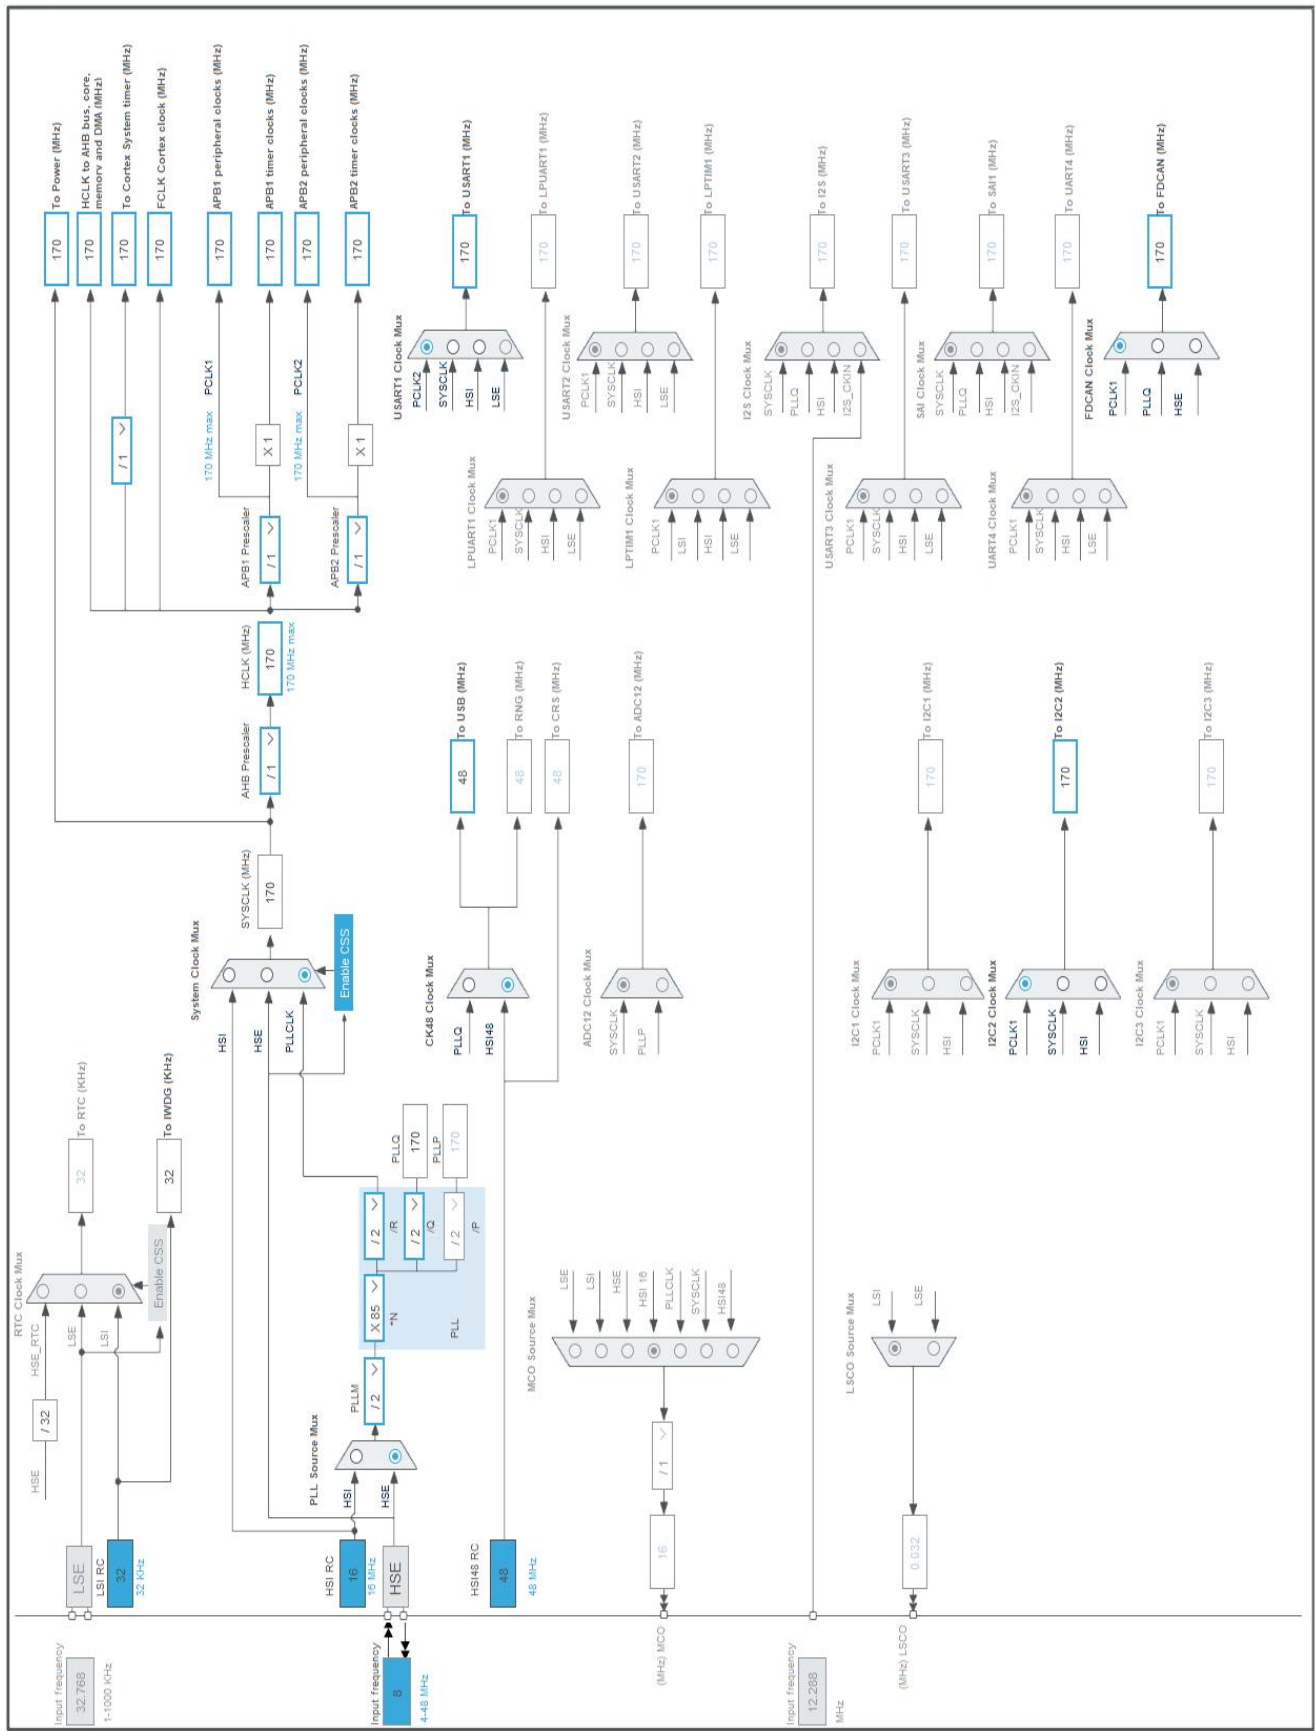 RTC Clock Mux
HSE
/ 32
HSE_RTC
Input frequency
32.768
1-1000 KHz
LSE
LSE
To RTC (KHz)
32
LSI RC
32
32 KHz
LSI
Enable CSS
To IWDG (KHz)
32
System Clock Mux
HSI
HSE
PLLCLK
Enable CSS
SYSCLK (MHz)
170
AHB Prescaler
/ 1
HCLK (MHz)
170
170 MHz max
170
To Power (MHz)
170
HCLK to AHB bus, core,
memory and DMA (MHz)
/ 1
170
To Cortex System timer (MHz)
170
FCLK Cortex clock (MHz)
APB1 Prescaler
/ 1
170 MHz max
PCLK1
170
APB1 peripheral clocks (MHz)
X 1
170
APB1 timer clocks (MHz)
APB2 Prescaler
/ 1
170 MHz max
PCLK2
170
APB2 peripheral clocks (MHz)
X 1
170
APB2 timer clocks (MHz)
PLL Source Mux
HSI RC
16
16 MHz
HSI
Input frequency
8
4-48 MHz
HSE
HSE
PLLM
/ 2
X 85
*N
PLL
/ 2
/R
/ 2
/Q
/ 2
/P
PLLQ
170
PLLP
170
HSI48 RC
48
48 MHz
CK48 Clock Mux
PLLQ
HSI48
48
To USB (MHz)
48
To RNG (MHz)
48
To CRS (MHz)
USART1 Clock Mux
PCLK2
SYSCLK
HSI
LSE
170
To USART1 (MHz)
LPUART1 Clock Mux
PCLK1
SYSCLK
HSI
LSE
170
To LPUART1 (MHz)
USART2 Clock Mux
PCLK1
SYSCLK
HSI
LSE
170
To USART2 (MHz)
ADC12 Clock Mux
SYSCLK
PLLP
170
To ADC12 (MHz)
LPTIM1 Clock Mux
PCLK1
LSI
HSI
LSE
170
To LPTIM1 (MHz)
MCO Source Mux
LSE
LSI
HSE
HSI 16
PLLCLK
SYSCLK
HSI48
/ 1
16
(MHz) MCO
I2S Clock Mux
SYSCLK
PLLQ
HSI
I2S_CKIN
170
To I2S (MHz)
Input frequency
12.288
MHz
USART3 Clock Mux
PCLK1
SYSCLK
HSI
LSE
170
To USART3 (MHz)
I2C1 Clock Mux
PCLK1
SYSCLK
HSI
170
To I2C1 (MHz)
LSCO Source Mux
LSI
LSE
0.032
(MHz) LSCO
SAI Clock Mux
SYSCLK
PLLQ
HSI
I2S_CKIN
170
To SAI1 (MHz)
UART4 Clock Mux
PCLK1
SYSCLK
HSI
LSE
170
To UART4 (MHz)
I2C2 Clock Mux
PCLK1
SYSCLK
HSI
170
To I2C2 (MHz)
FDCAN Clock Mux
PCLK1
PLLQ
HSE
170
To FDCAN (MHz)
I2C3 Clock Mux
PCLK1
SYSCLK
HSI
170
To I2C3 (MHz)